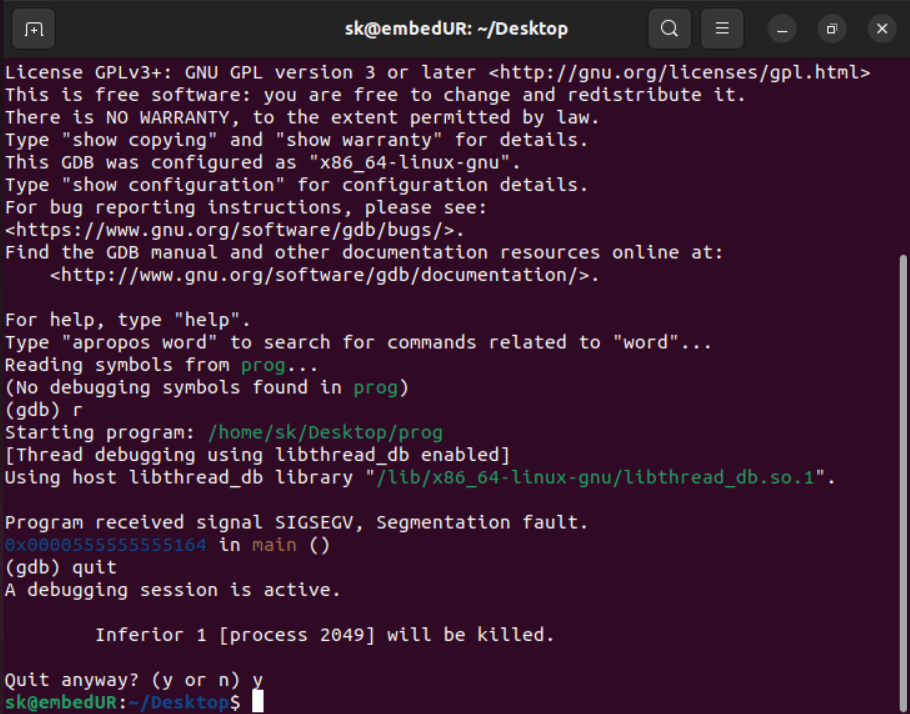 sk@embedUR: ~/Desktop
License GPLv3+: GNU GPL version 3 or later <http://gnu.org/licenses/gpl.html>
This is free software: you are free to change and redistribute it.
There is NO WARRANTY, to the extent permitted by law.
Type "show copying" and "show warranty" for details.
This GDB was configured as "x86_64-linux-gnu".
Type "show configuration" for configuration details.
For bug reporting instructions, please see:
<https://www.gnu.org/software/gdb/bugs/>.
Find the GDB manual and other documentation resources online at:
    <http://www.gnu.org/software/gdb/documentation/>.

For help, type "help".
Type "apropos word" to search for commands related to "word"...
Reading symbols from prog...
(No debugging symbols found in prog)
(gdb) r
Starting program: /home/sk/Desktop/prog
[Thread debugging using libthread_db enabled]
Using host libthread_db library "/lib/x86_64-linux-gnu/libthread_db.so.1".

Program received signal SIGSEGV, Segmentation fault.
0x0000555555555164 in main ()
(gdb) quit
A debugging session is active.

        Inferior 1 [process 2049] will be killed.

Quit anyway? (y or n) y
sk@embedUR:~/Desktop$